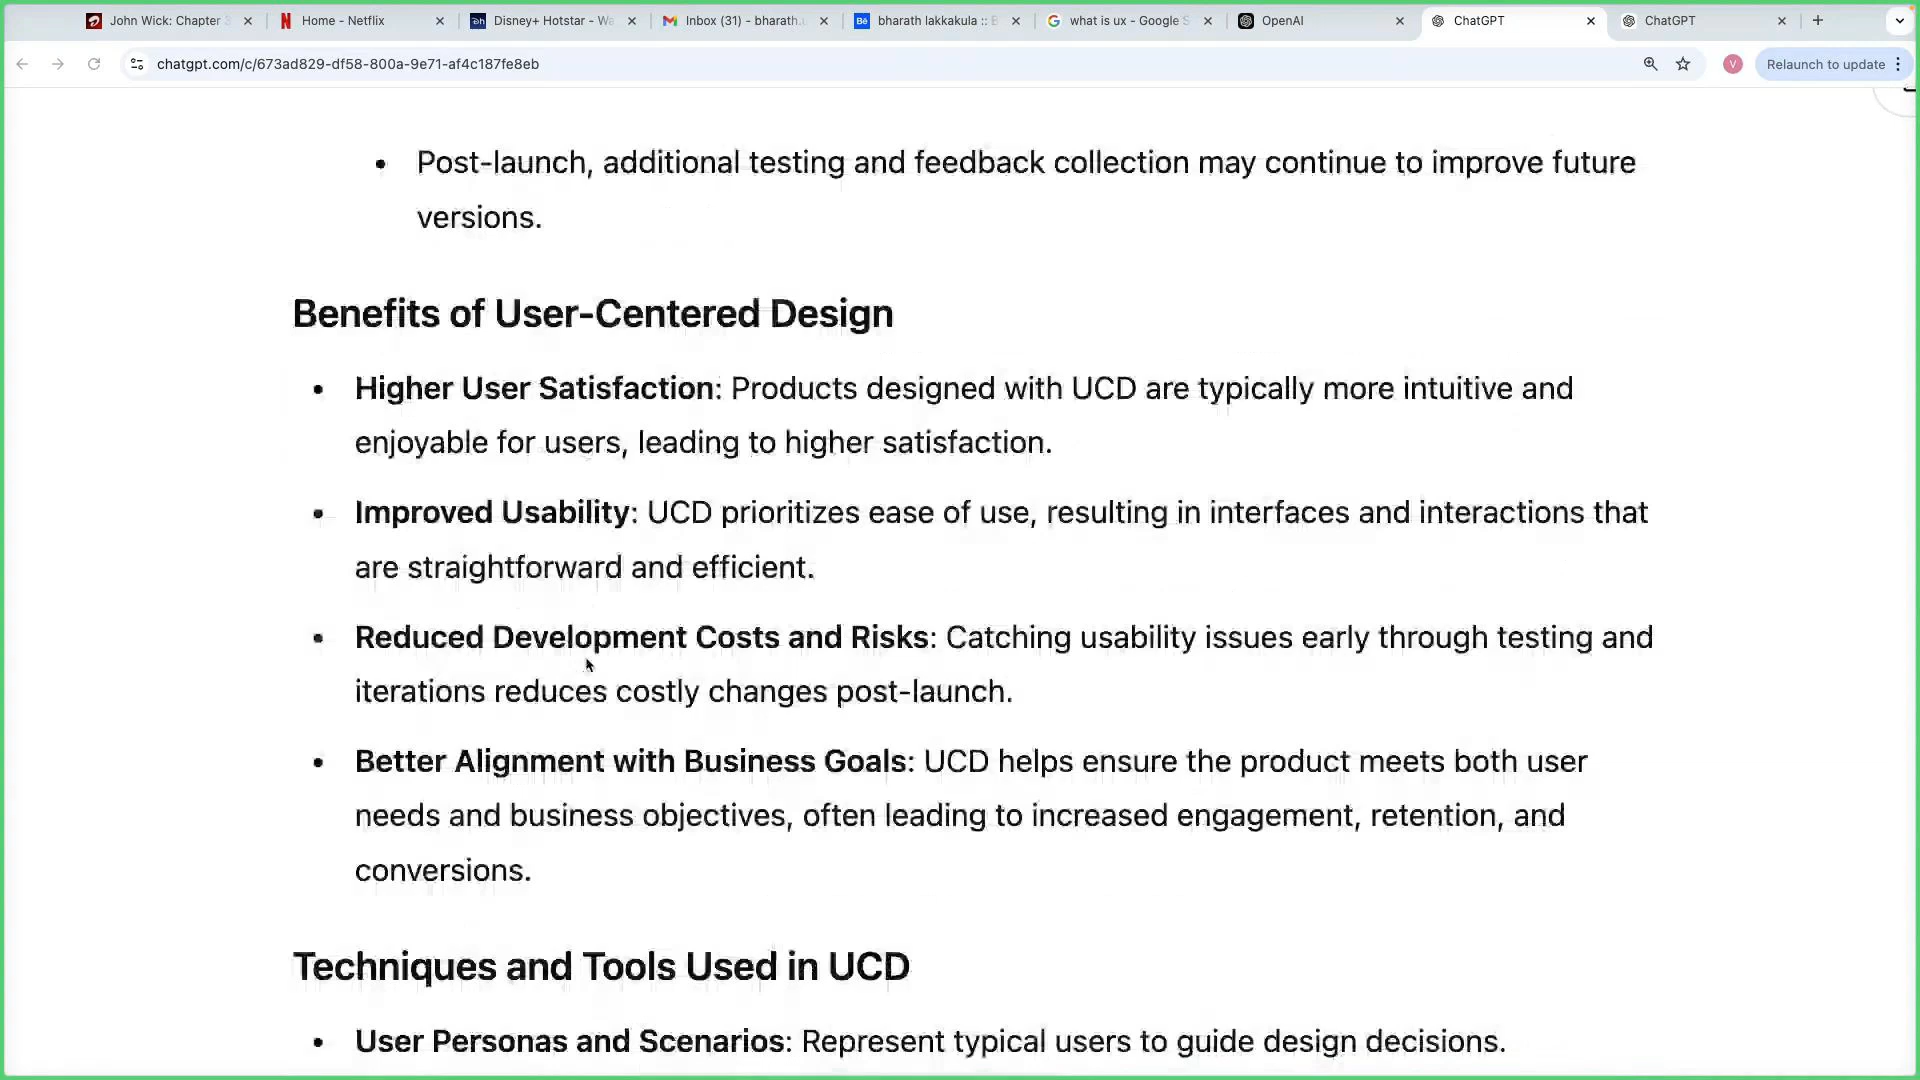 John Wick: Chapter 3
Home - Netflix
Disney+ Hotstar - Wa
Inbox (31) - bharath.u
bharath lakkakula :: B
what is ux - Google S
OpenAI
ChatGPT
ChatGPT
chatgpt.com/c/673ad829-df58-800a-9e71-af4c187fe8eb
V
Relaunch to update
• Post-launch, additional testing and feedback collection may continue to improve future
versions.
Benefits of User-Centered Design
• Higher User Satisfaction: Products designed with UCD are typically more intuitive and
enjoyable for users, leading to higher satisfaction.
• Improved Usability: UCD prioritizes ease of use, resulting in interfaces and interactions that
are straightforward and efficient.
• Reduced Development Costs and Risks: Catching usability issues early through testing and
iterations reduces costly changes post-launch.
• Better Alignment with Business Goals: UCD helps ensure the product meets both user
needs and business objectives, often leading to increased engagement, retention, and
conversions.
Techniques and Tools Used in UCD
• User Personas and Scenarios: Represent typical users to guide design decisions.